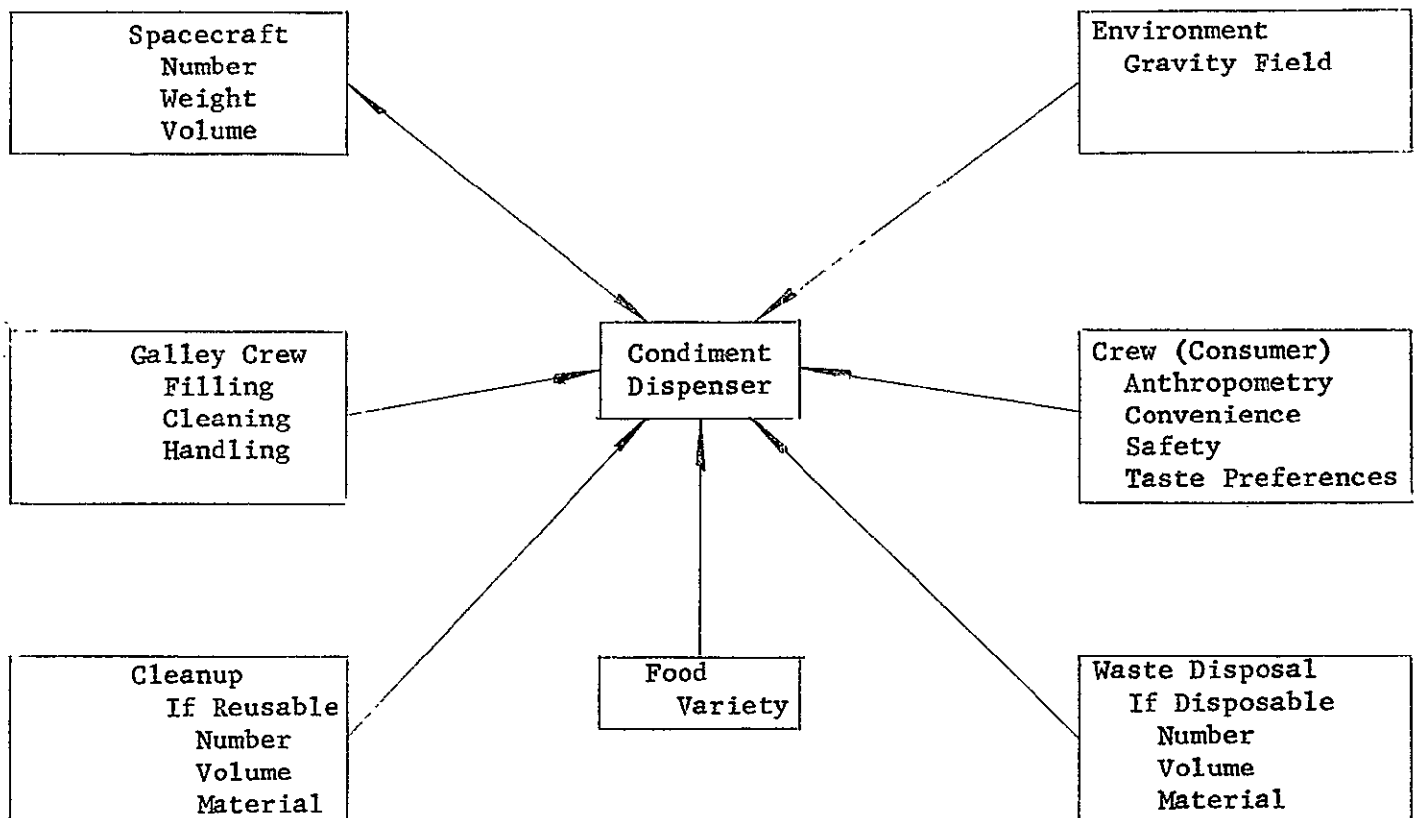 Spacecraft
Number
Weight
Volume
Environment
Gravity Field
Galley Crew
Filling
Cleaning
Handling
Condiment
Dispenser
Crew (Consumer)
Anthropometry
Convenience
Safety
Taste Preferences
Cleanup
If Reusable
Number
Volume
Material
Food
Variety
Waste Disposal
If Disposable
Number
Volume
Material